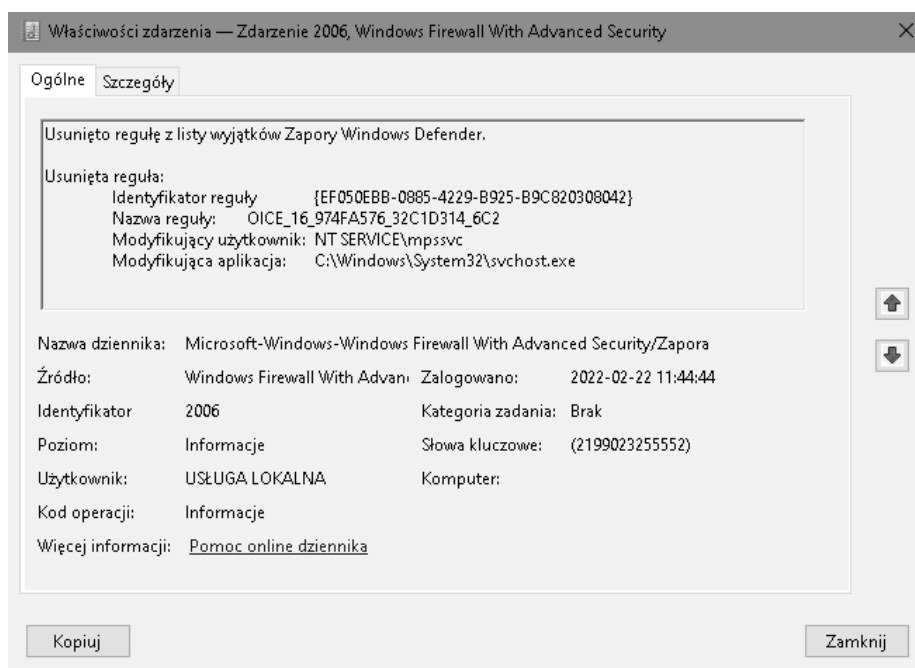 Właściwości zdarzenia — Zdarzenie 2006, Windows Firewall With Advanced Security
Ogólne Szczegóły
Usunięto regułę z listy wyjątków Zapory Windows Defender.
Usunięta reguła:
Identyfikator reguły {EF050EBB-0885-4229-B925-B9C820308042}
Nazwa reguły: OICE_16_974FA576_32C1D314_6C2
Modyfikujący użytkownik: NT SERVICE\mpssvc
Modyfikująca aplikacja: C:\Windows\System32\svchost.exe
Nazwa dziennika: Microsoft-Windows-Windows Firewall With Advanced Security/Zapora
Źródło: Windows Firewall With Advan Zalogowano: 2022-02-22 11:44:44
Identyfikator 2006 Kategoria zadania: Brak
Poziom: Informacje Słowa kluczowe: (2199023255552)
Użytkownik: USŁUGA LOKALNA Komputer:
Kod operacji: Informacje
Więcej informacji: Pomoc online dziennika
Kopiuj Zamknij